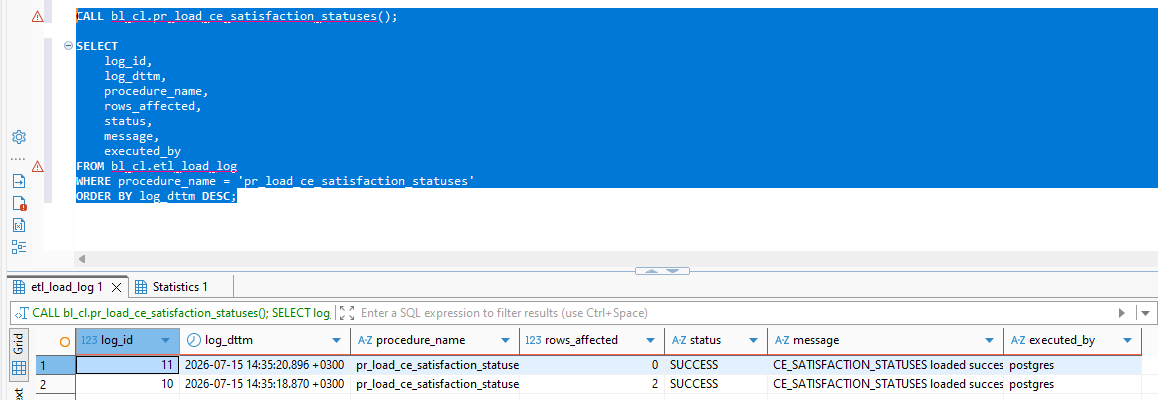 CALL bl_cl.pr_load_ce_satisfaction_statuses();
SELECT
log_id,
log_dttm,
procedure_name,
rows_affected,
status,
message,
executed_by
FROM bl_cl.etl_load_log
WHERE procedure_name = 'pr_load_ce_satisfaction_statuses'
ORDER BY log_dttm DESC;
etl_load_log 1 Statistics 1
CALL bl_cl.pr_load_ce_satisfaction_statuses(); SELECT log Enter a SQL expression to filter results (use Ctrl+Space)
Grid
123 log_id log_dttm A-Z procedure_name 123 rows_affected A-Z status A-Z message A-Z executed_by
1 11 2026-07-15 14:35:20.896 +0300 pr_load_ce_satisfaction_statuse 0 SUCCESS CE_SATISFACTION_STATUSES loaded succes postgres
2 10 2026-07-15 14:35:18.870 +0300 pr_load_ce_satisfaction_statuse 2 SUCCESS CE_SATISFACTION_STATUSES loaded succes postgres